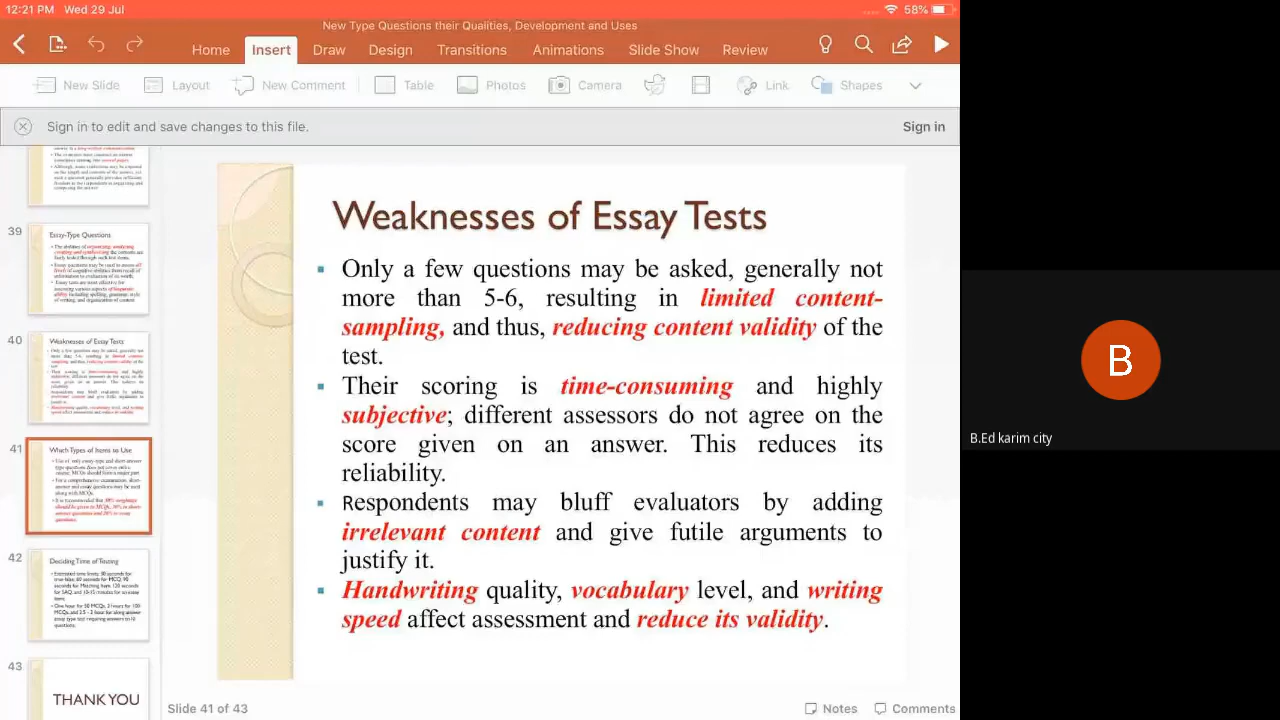 12:21 PM Wed 29 Jul
58%
New Type Questions their Qualities, Development and Uses
Home Insert Draw Design Transitions Animations Slide Show Review
New Slide Layout New Comment Table Photos Camera Link Shapes
Sign in to edit and save changes to this file. Sign in
39
Essay-Type Questions
40
Weaknesses of Essay Tests
41
Which Types of Items to Use
42
Deciding Time of Testing
43
THANK YOU
Weaknesses of Essay Tests
Only a few questions may be asked, generally not
more than 5-6, resulting in limited content-
sampling, and thus, reducing content validity of the
test.
Their scoring is time-consuming and highly
subjective; different assessors do not agree on the
score given on an answer. This reduces its
reliability.
Respondents may bluff evaluators by adding
irrelevant content and give futile arguments to
justify it.
Handwriting quality, vocabulary level, and writing
speed affect assessment and reduce its validity.
Slide 41 of 43
Notes Comments
B
B.Ed karim city